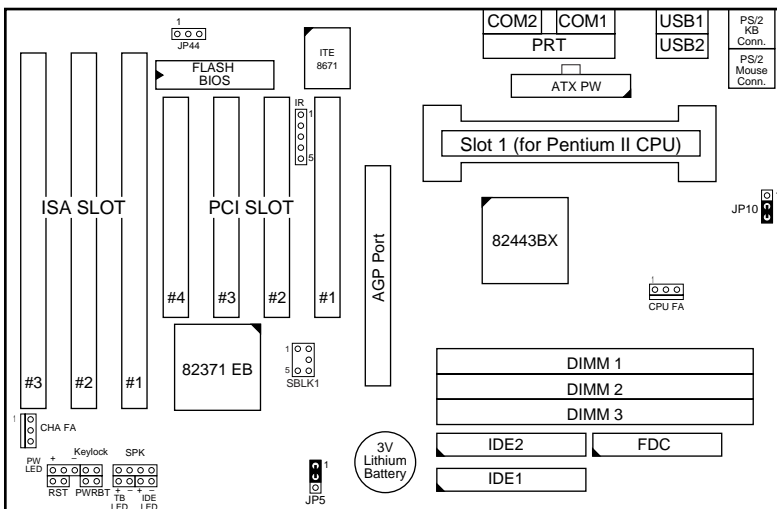 1
JP44
ITE
8671
COM2
COM1
PRT
USB1
USB2
PS/2
KB
Conn.
PS/2
Mouse
Conn.
FLASH
BIOS
ATX PW
IR
1
5
Slot 1 (for Pentium II CPU)
ISA SLOT
PCI SLOT
AGP Port
82443BX
JP10
1
CPU FA
#4
#3
#2
#1
82371 EB
1
5
SBLK1
#3
#2
#1
DIMM 1
DIMM 2
DIMM 3
1
CHA FA
3V
Lithium
Battery
IDE2
FDC
IDE1
PW
LED
+
−
Keylock
SPK
RST
PWRBT
+
−
+
−
TB
LED
IDE
LED
1
JP5